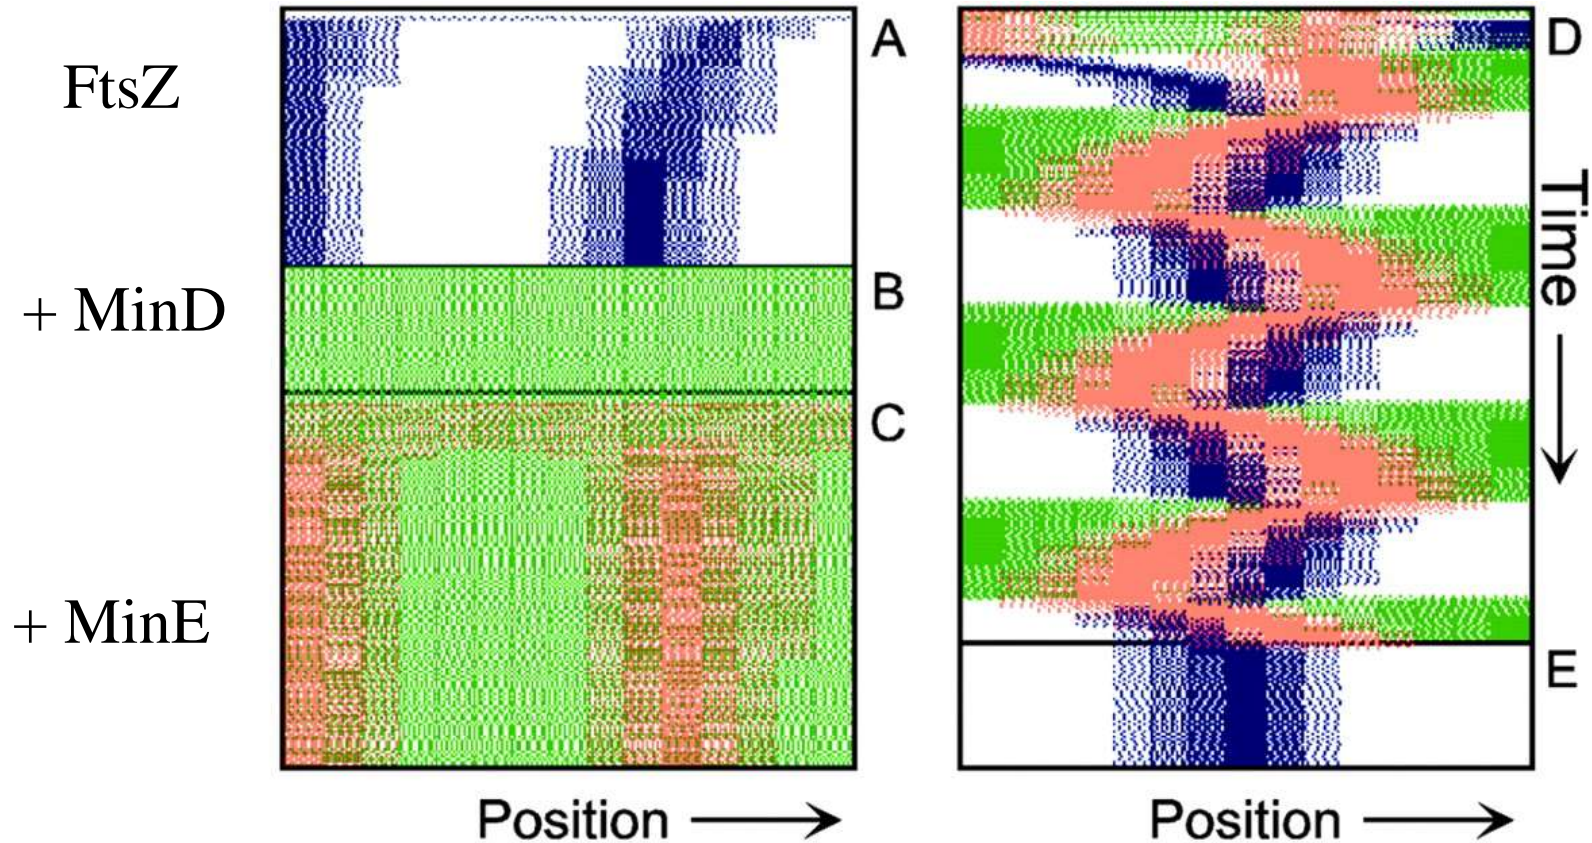 FtsZ
A
D
+ MinD
B
Time
C
+ MinE
E
Position
Position